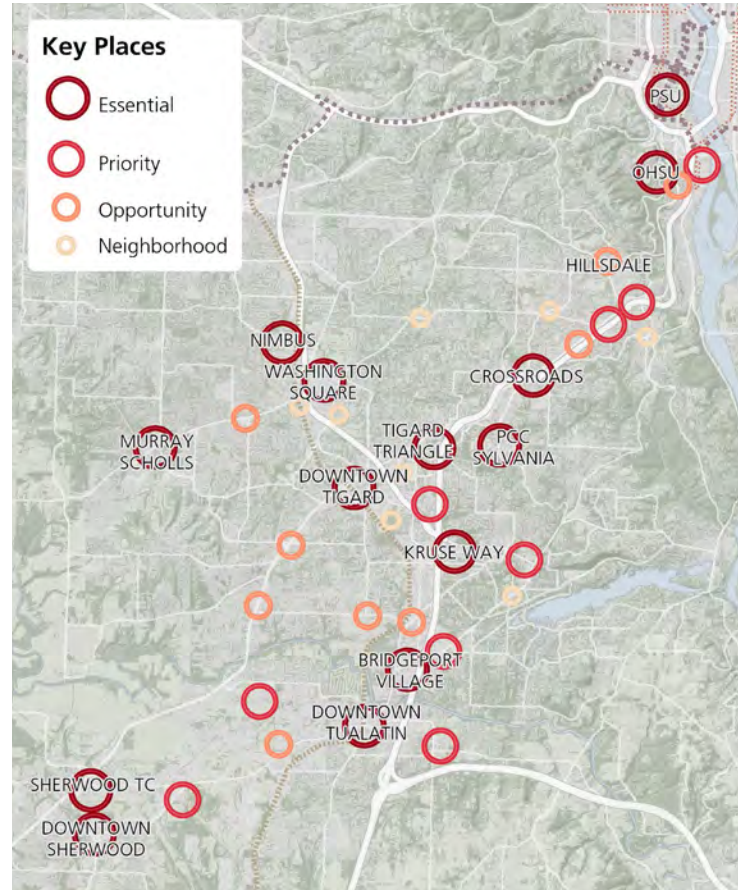 Key Places
Essential
Priority
Opportunity
Neighborhood
PSU
OHSU
HILLSDALE
NIMBUS
WASHINGTON
SQUARE
CROSSROADS
MURRAY
SCHOLLS
TIGARD
TRIANGLE
PCC
SYLVANIA
DOWNTOWN
TIGARD
KRUSE WAY
BRIDGEPORT
VILLAGE
DOWNTOWN
TUALATIN
SHERWOOD TC
DOWNTOWN
SHERWOOD